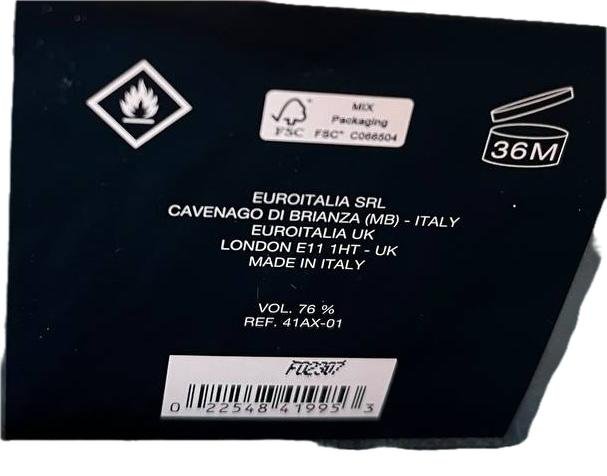 MIX
Packaging
FSC FSC® C066504
36M
EUROITALIA SRL
CAVENAGO DI BRIANZA (MB) - ITALY
EUROITALIA UK
LONDON E11 1HT - UK
MADE IN ITALY
VOL. 76 %
REF. 41AX-01
FU2307
0 22548 41995 3